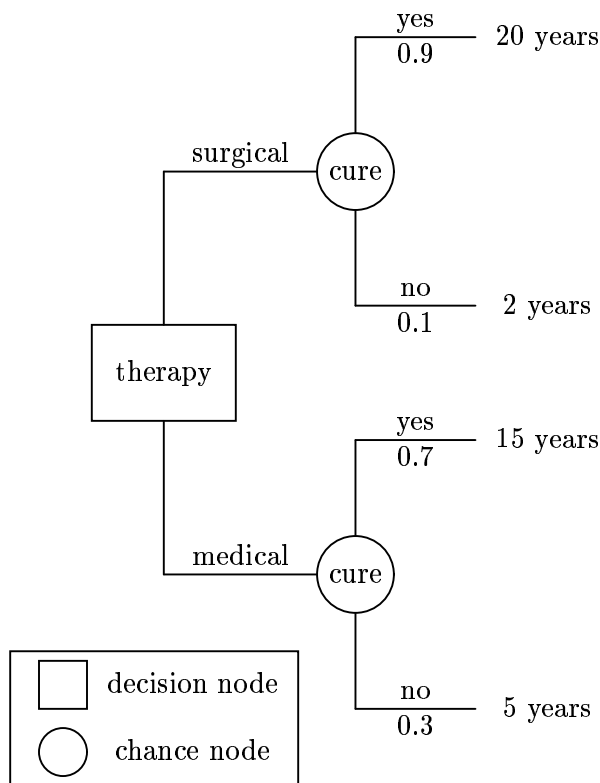 yes
0.9
20 years
surgical
cure
no
0.1
2 years
therapy
yes
0.7
15 years
medical
cure
no
0.3
5 years
decision node
chance node